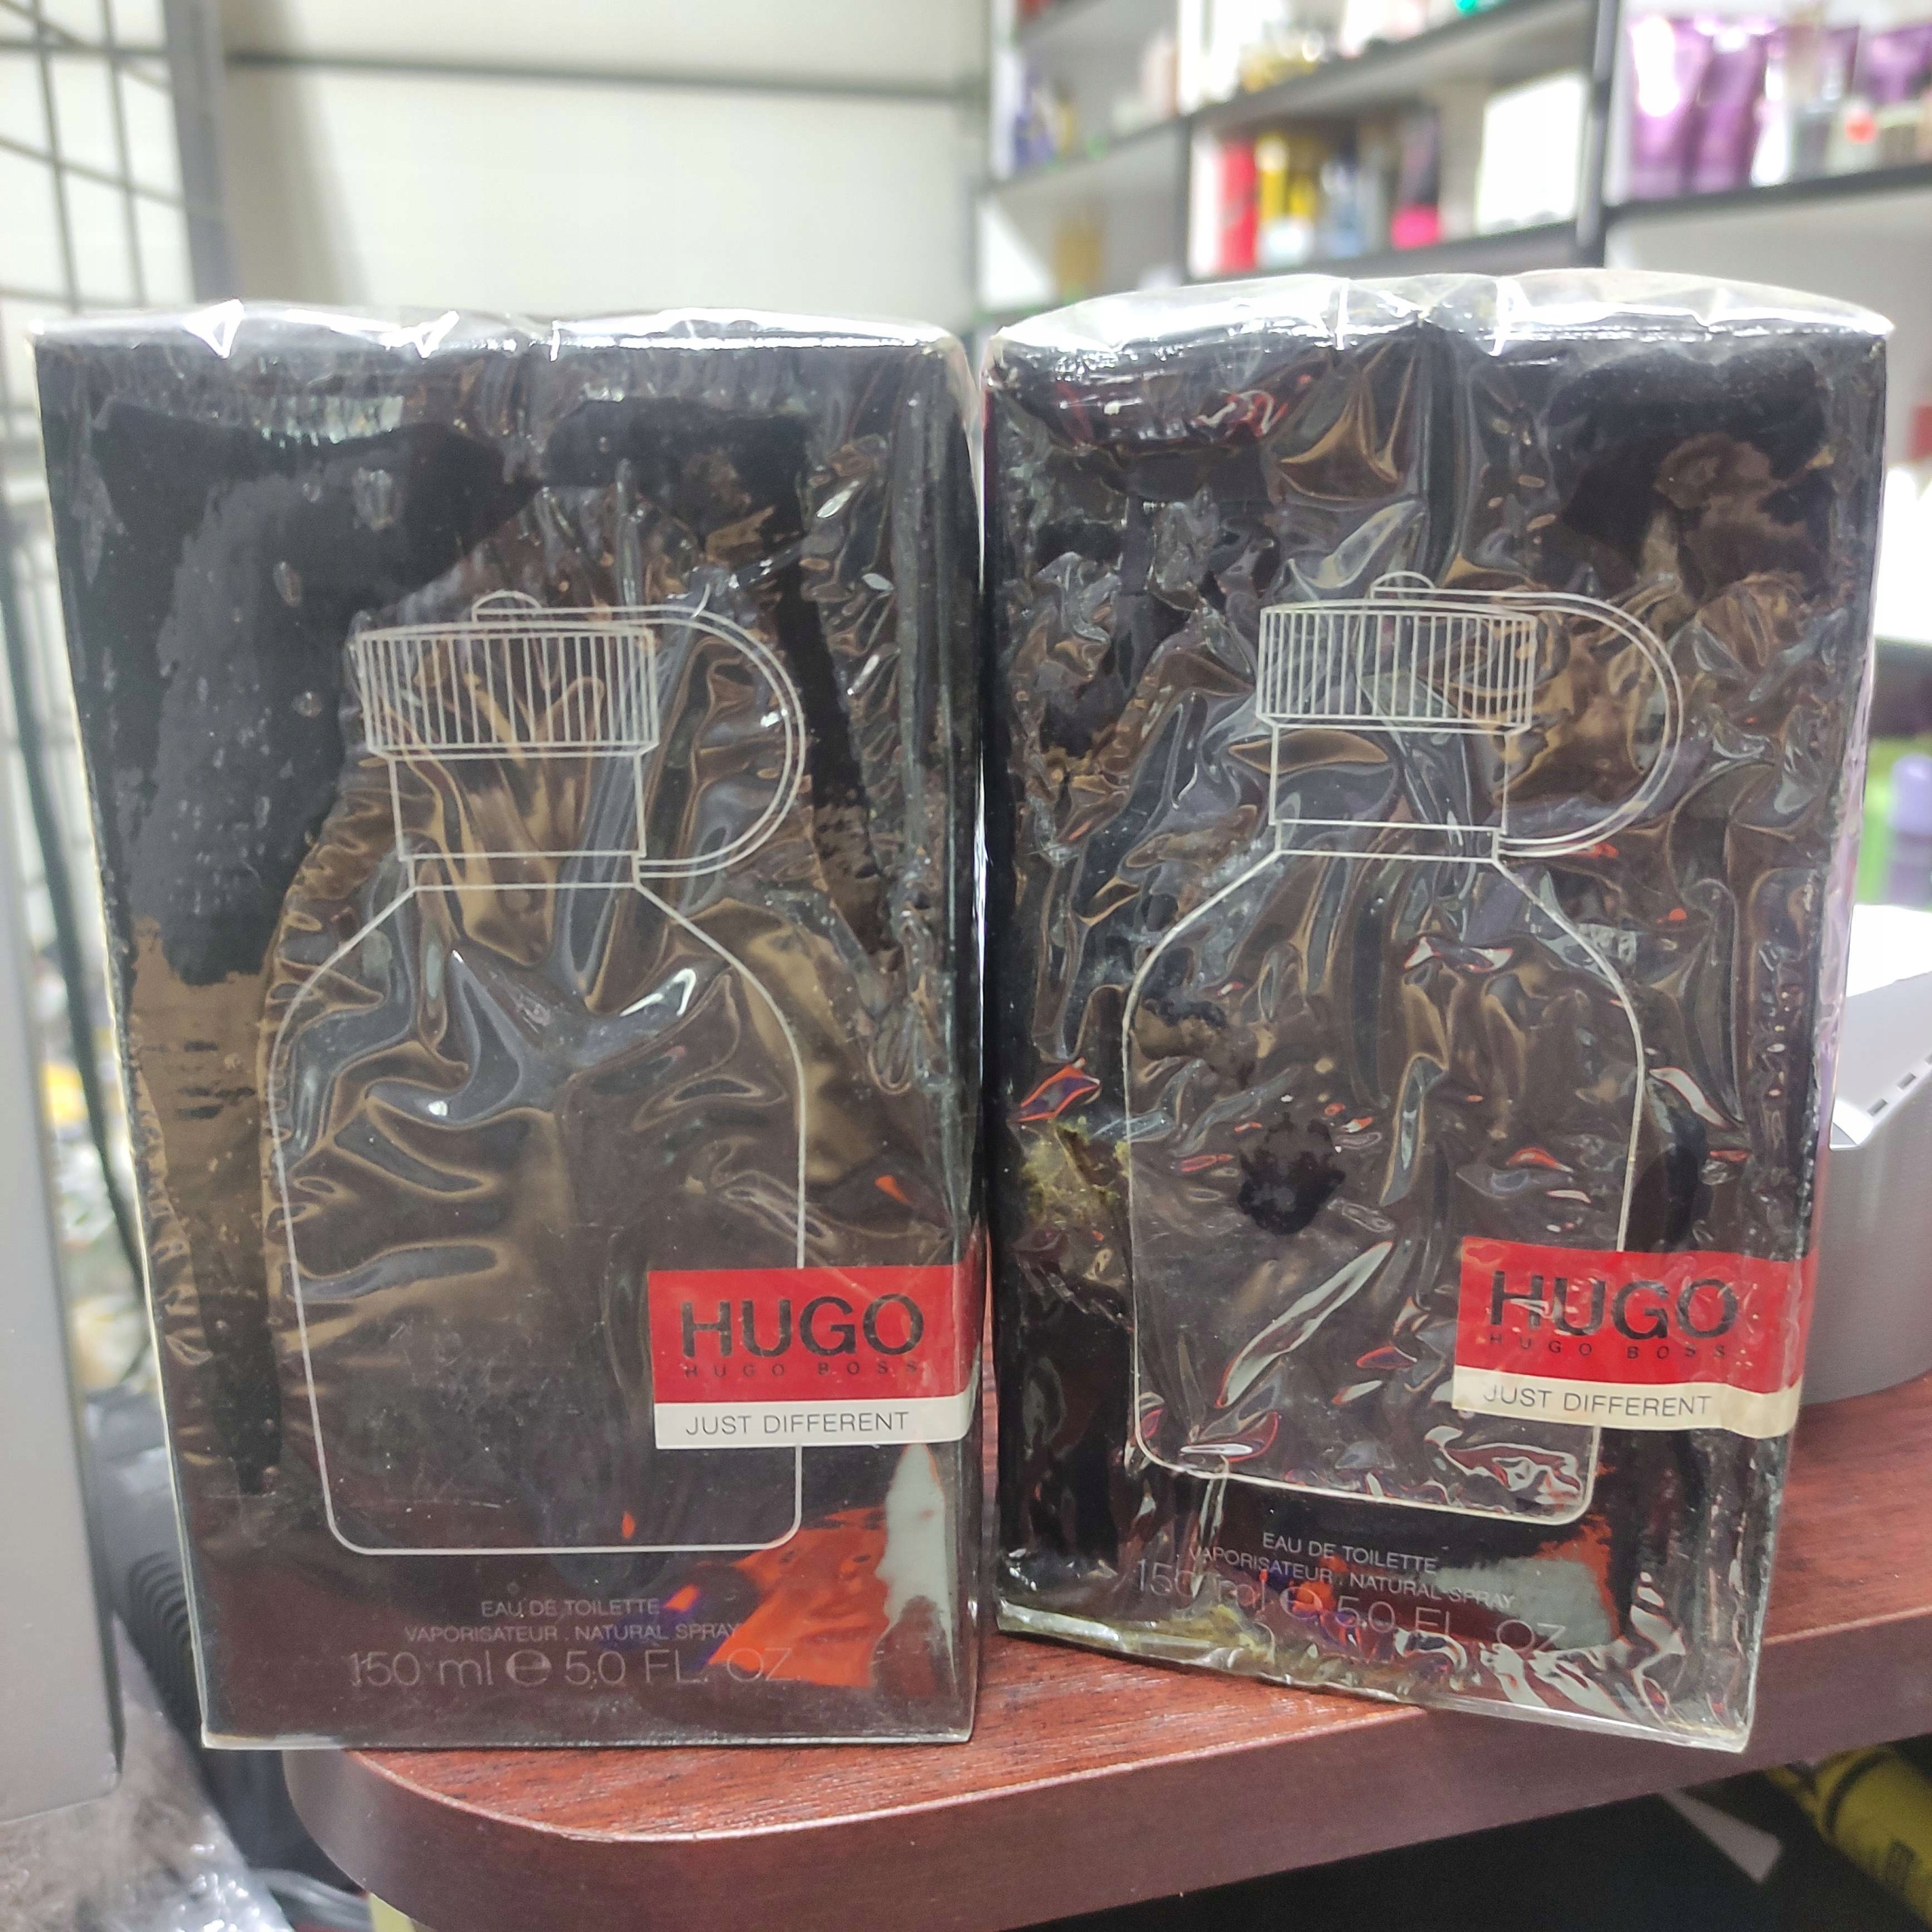 HUGO
HUGO BOSS
JUST DIFFERENT
EAU DE TOILETTE
VAPORISATEUR . NATURAL SPRAY
150 ml e 5.0 FL. OZ.
HUGO
HUGO BOSS
JUST DIFFERENT
EAU DE TOILETTE
VAPORISATEUR . NATURAL SPRAY
150 ml e 5.0 FL. OZ.